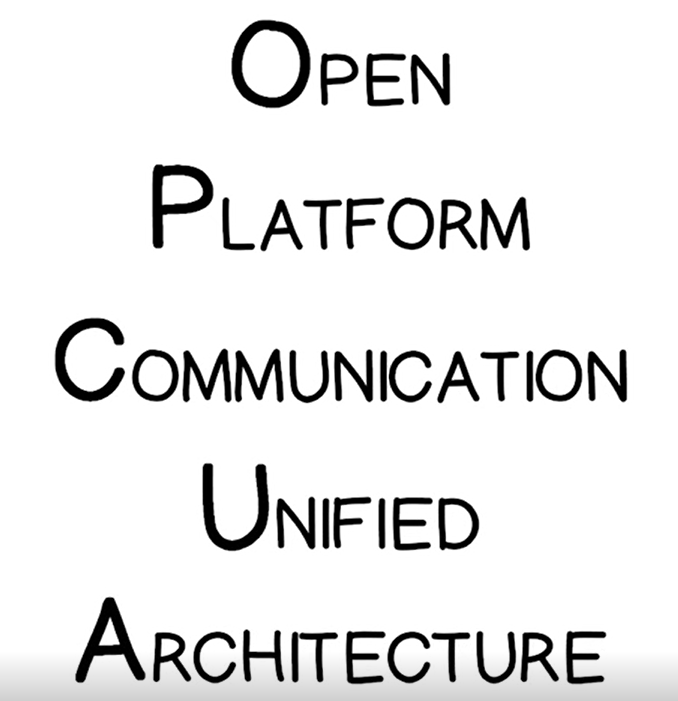 Open
Platform
Communication
Unified
Architecture